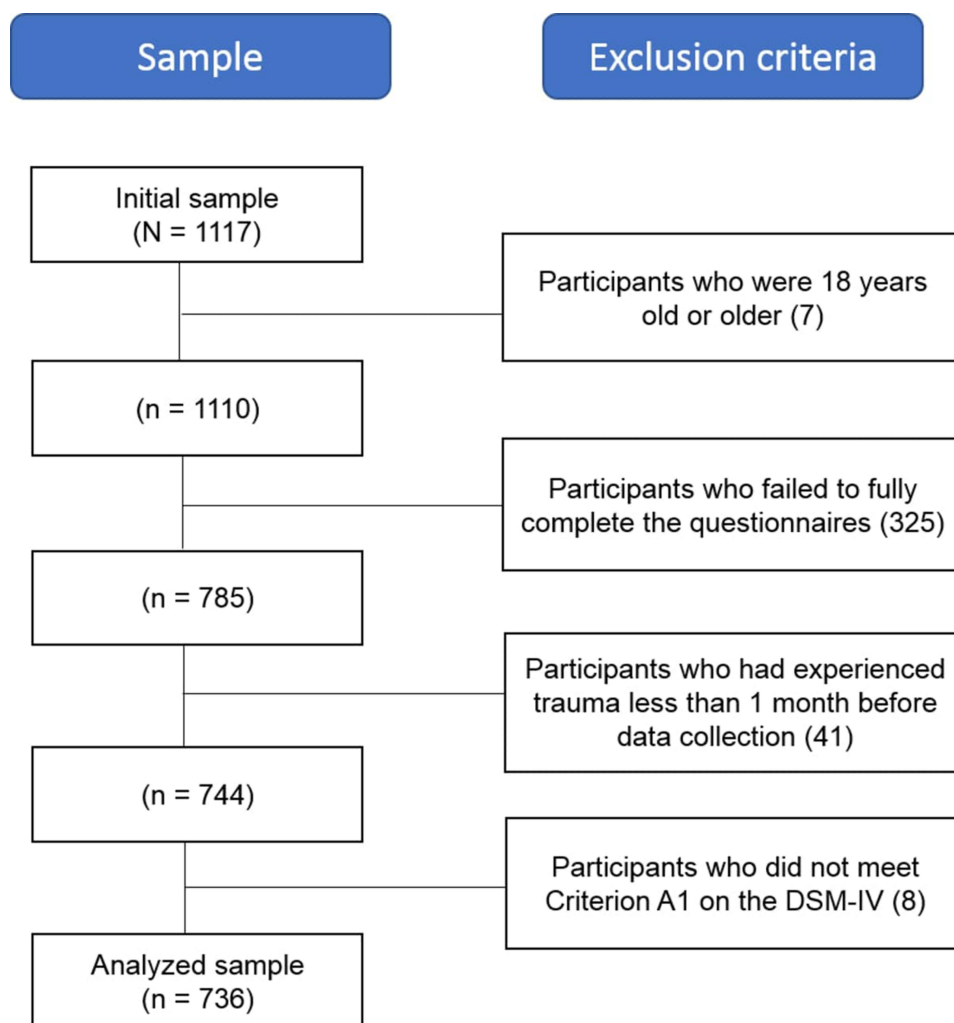 Sample
Exclusion criteria
Initial sample
(N = 1117)
Participants who were 18 years
old or older (7)
(n = 1110)
Participants who failed to fully
complete the questionnaires (325)
(n = 785)
Participants who had experienced
trauma less than 1 month before
data collection (41)
(n = 744)
Participants who did not meet
Criterion A1 on the DSM-IV (8)
Analyzed sample
(n = 736)